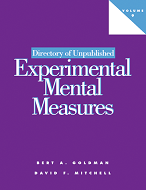 VOLUME
9
Directory of Unpublished
Experimental
Mental
Measures
BERT A. GOLDMAN
DAVID F. MITCHELL